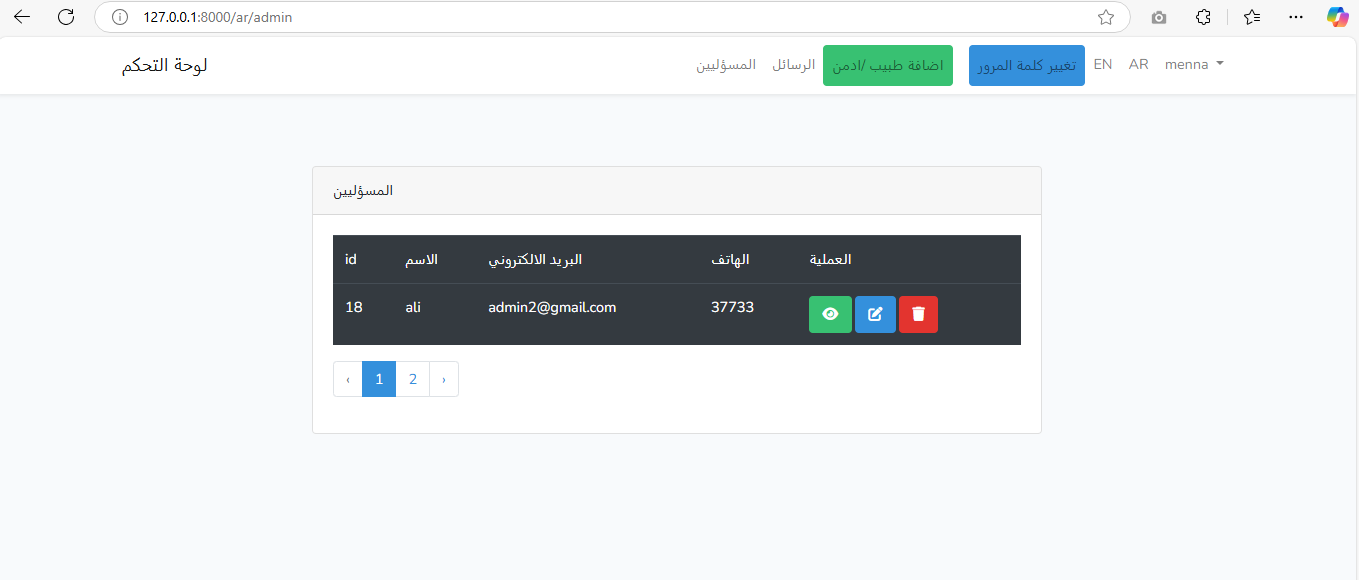 127.0.0.1:8000/ar/admin
لوحة التحكم المسؤليين الرسائل اضافة طبيب /ادمن تغيير كلمة المرور EN AR menna
المسؤليين
id الاسم البريد الالكتروني الهاتف العملية
18 ali admin2@gmail.com 37733
‹ 1 2 ›